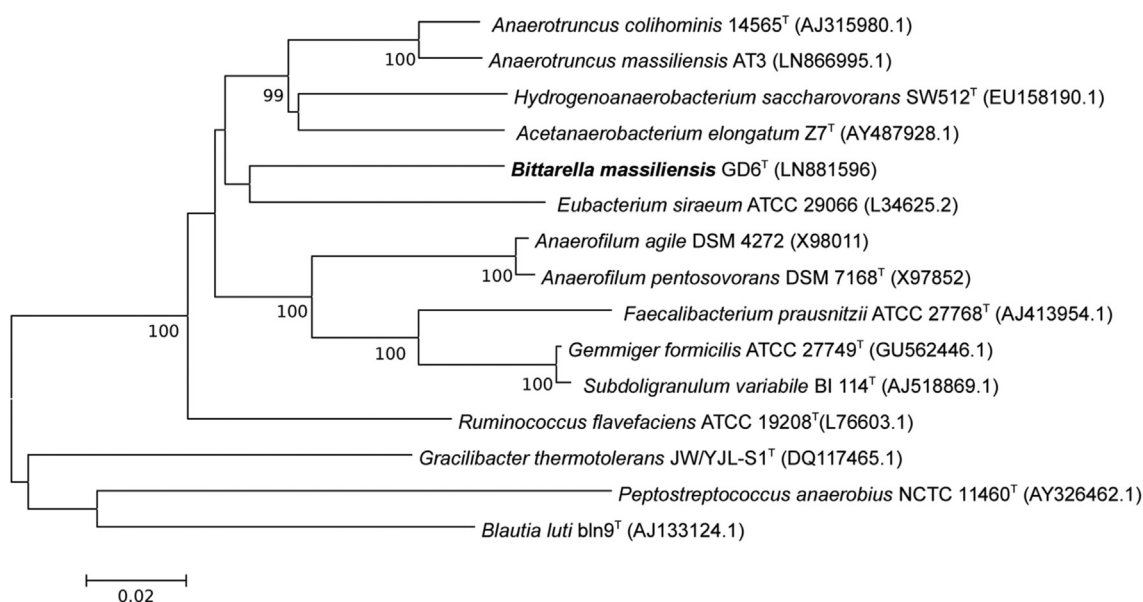 Anaerotruncus colihominis 14565ᵀ (AJ315980.1)
100
Anaerotruncus massiliensis AT3 (LN866995.1)
99
Hydrogenoanaerobacterium saccharovorans SW512ᵀ (EU158190.1)
Acetanaerobacterium elongatum Z7ᵀ (AY487928.1)
Bittarella massiliensis GD6ᵀ (LN881596)
Eubacterium siraeum ATCC 29066 (L34625.2)
Anaerofilum agile DSM 4272 (X98011)
100
Anaerofilum pentosovorans DSM 7168ᵀ (X97852)
100
Faecalibacterium prausnitzii ATCC 27768ᵀ (AJ413954.1)
100
100
Gemmiger formicilis ATCC 27749ᵀ (GU562446.1)
100
Subdoligranulum variabile BI 114ᵀ (AJ518869.1)
Ruminococcus flavefaciens ATCC 19208ᵀ(L76603.1)
Gracilibacter thermotolerans JW/YJL-S1ᵀ (DQ117465.1)
Peptostreptococcus anaerobius NCTC 11460ᵀ (AY326462.1)
Blautia luti bln9ᵀ (AJ133124.1)
0.02